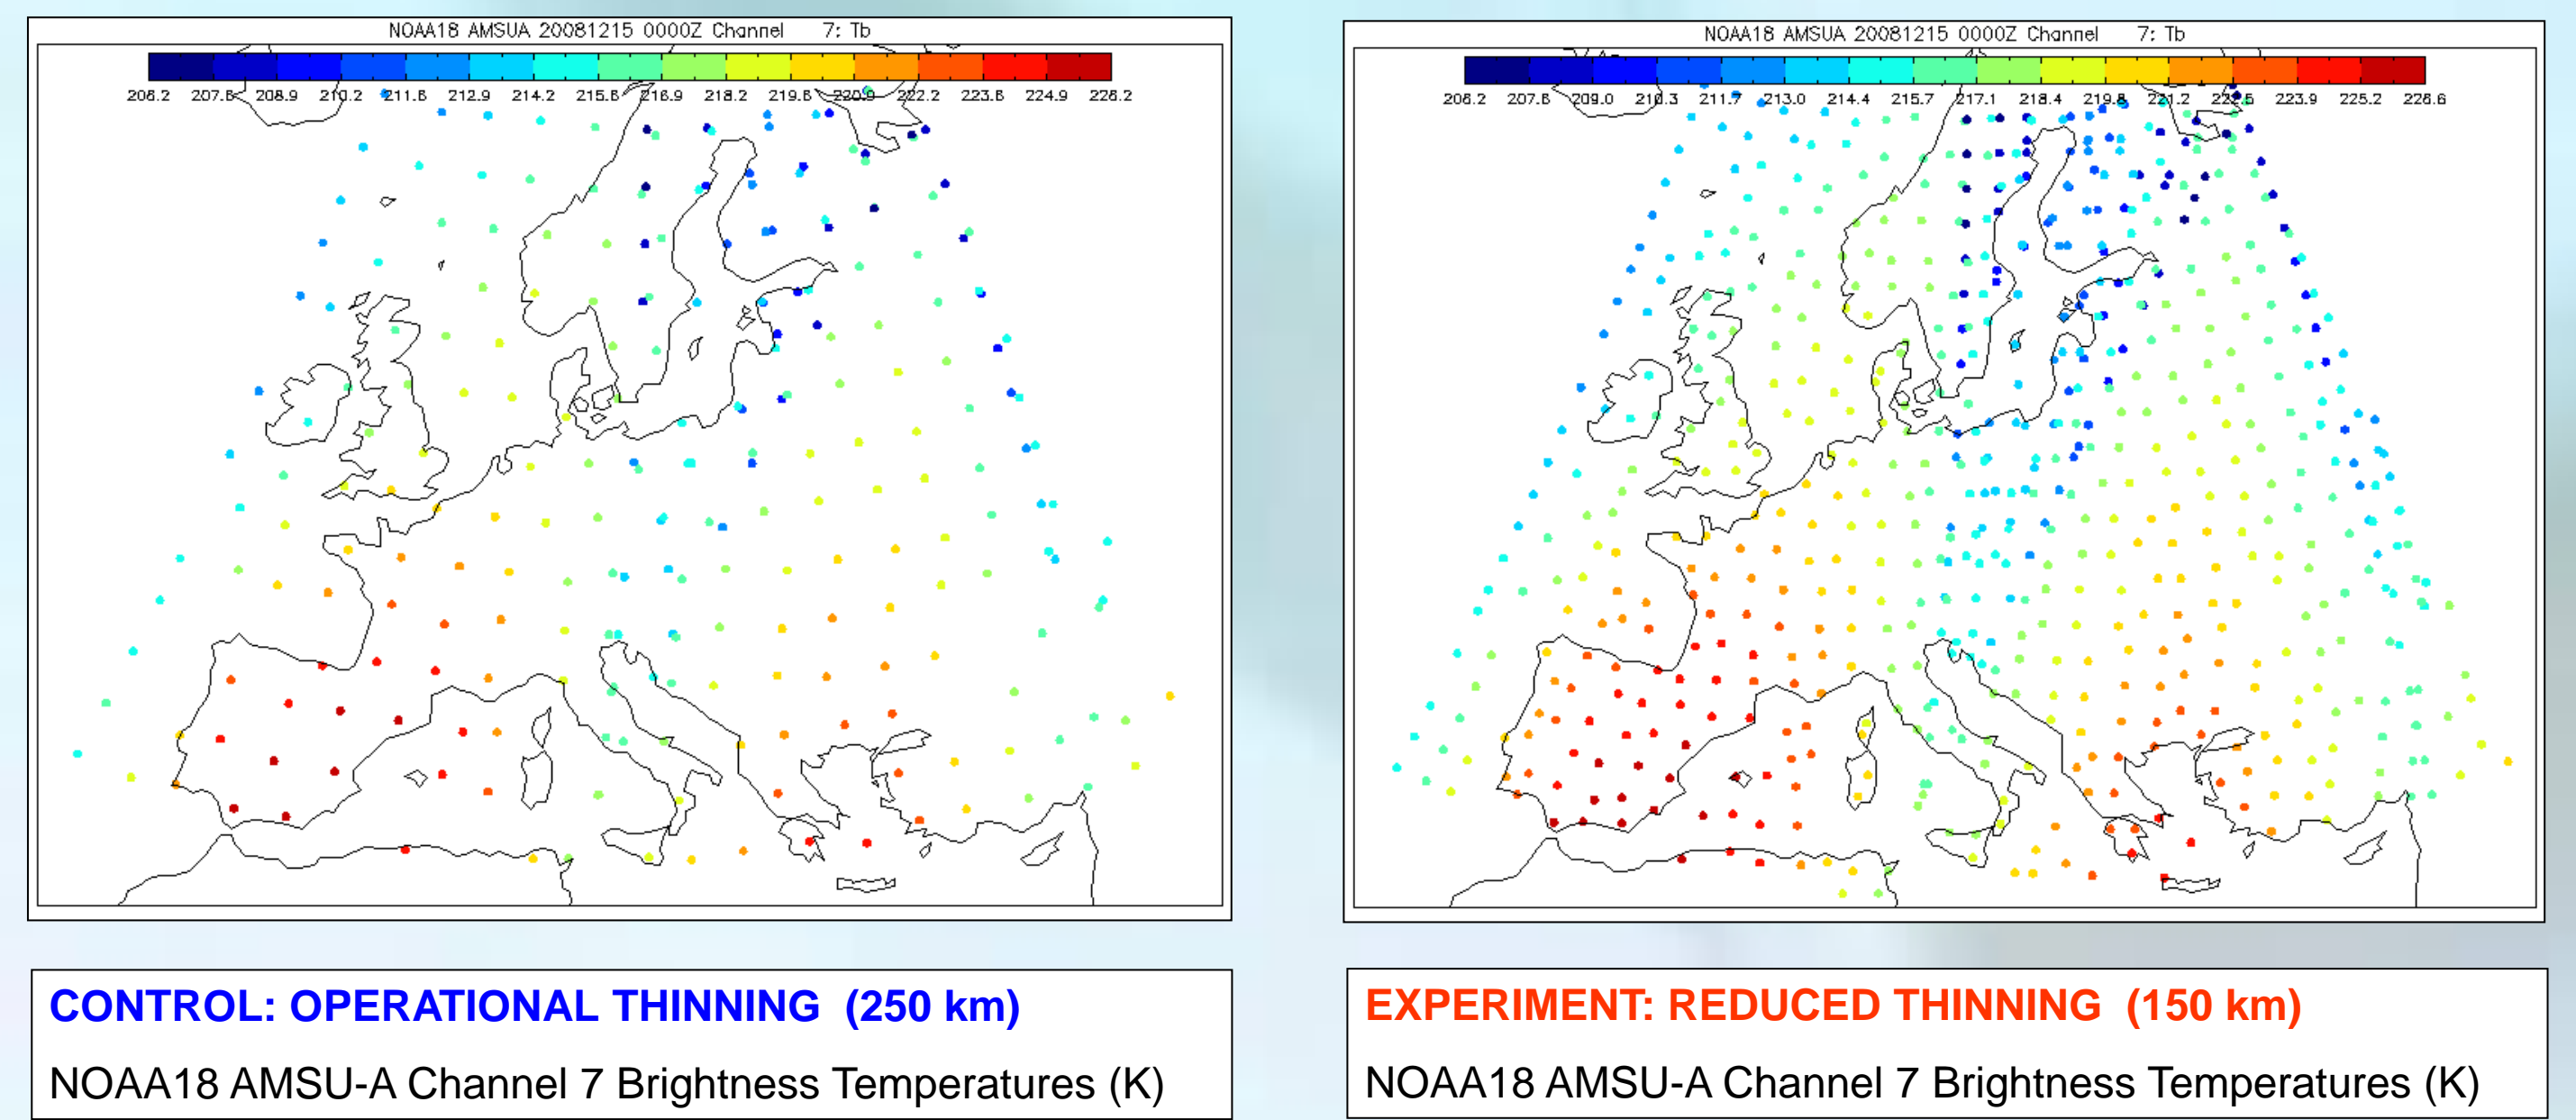 NOAA18 AMSUA 20081215 0000Z Channel 7: Tb
206.2 207.5 208.9 210.2 211.6 212.9 214.2 215.6 216.9 218.2 219.6 220.9 222.2 223.6 224.9 226.2
NOAA18 AMSUA 20081215 0000Z Channel 7: Tb
206.2 207.6 209.0 210.3 211.7 213.0 214.4 215.7 217.1 218.4 219.8 221.2 222.5 223.9 225.2 226.6
CONTROL: OPERATIONAL THINNING (250 km)
NOAA18 AMSU-A Channel 7 Brightness Temperatures (K)
EXPERIMENT: REDUCED THINNING (150 km)
NOAA18 AMSU-A Channel 7 Brightness Temperatures (K)